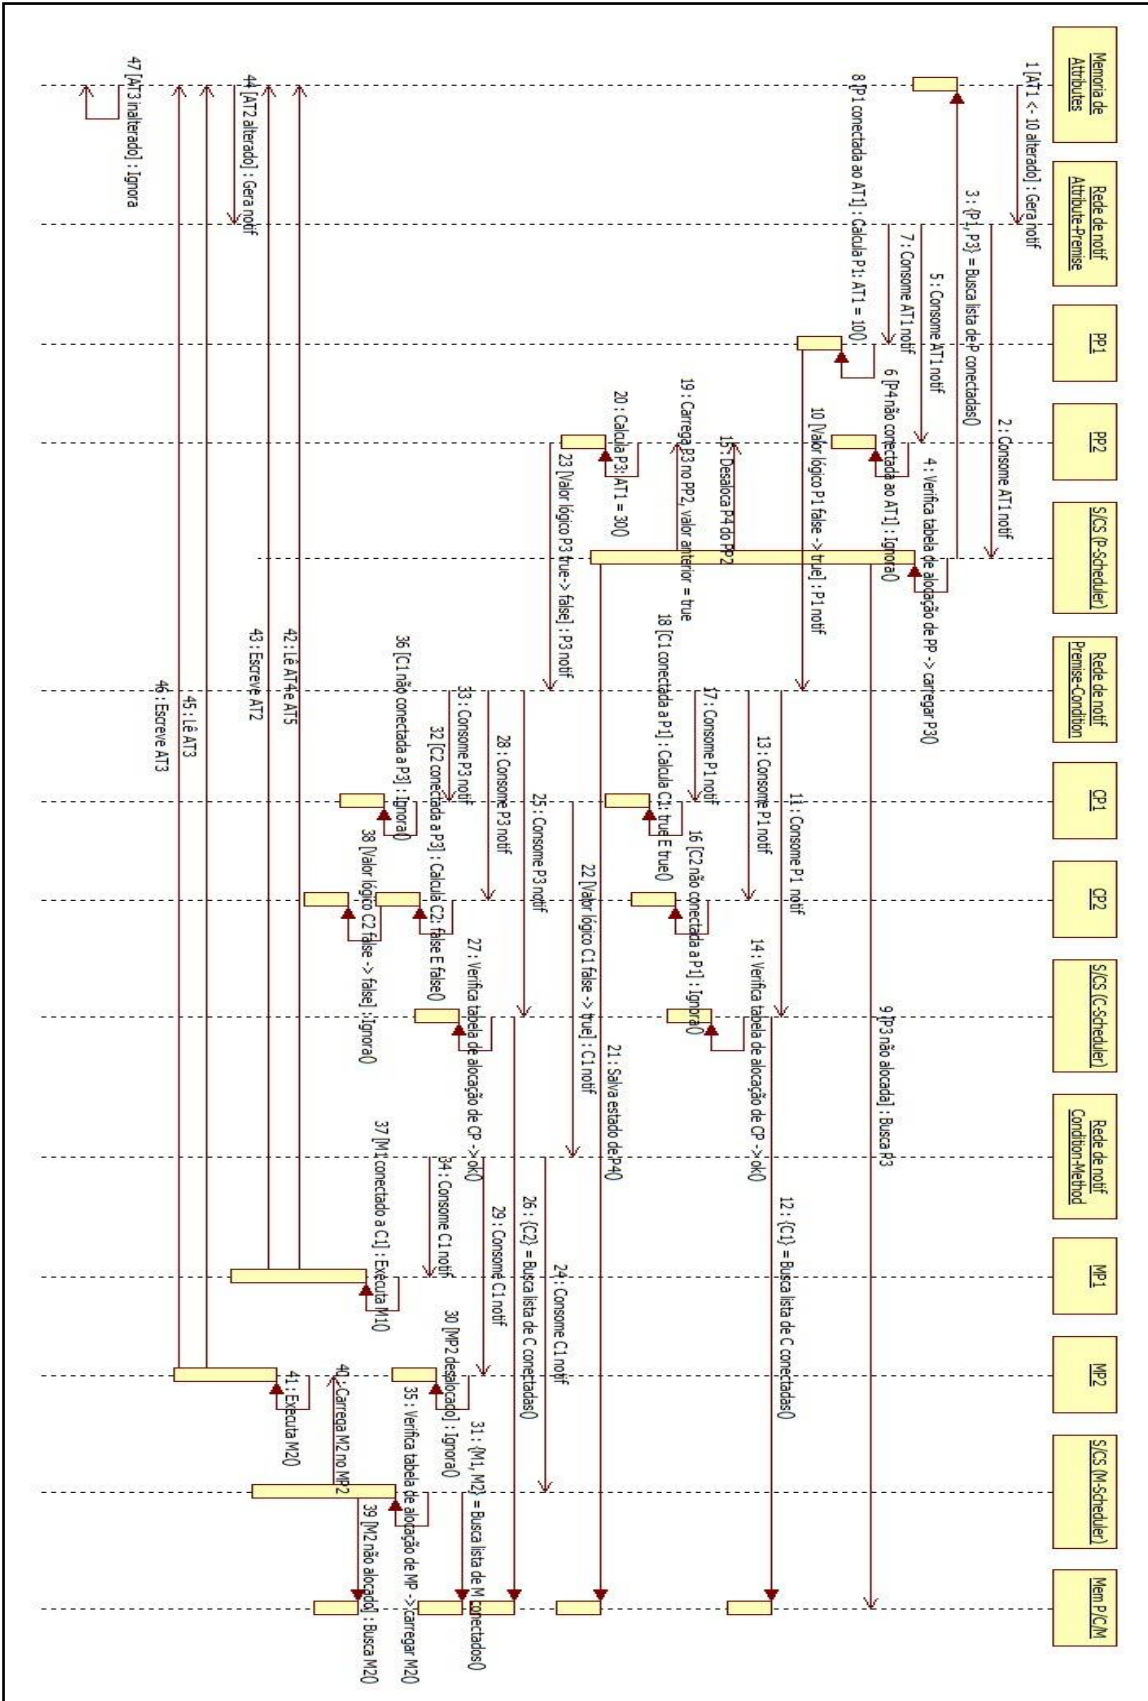 Memoria de
Attributes
Rede de notif
Attribute-Premise
PP1
PP2
S/CS (P-Scheduler)
Rede de notif
Premise-Condition
CP1
CP2
S/CS (C-Scheduler)
Rede de notif
Condition-Method
MP1
MP2
S/CS (M-Scheduler)
Mem P/C/M
1 [AT1 <- 10 alterado] : Gera notif
2 : Consome AT1 notif
3 : {P1, P3} = Busca lista de P conectadas()
4 : Verifica tabela de alocação de PP -> carregar P3()
5 : Consome AT1 notif
6 [P4 não conectada ao AT1] : Ignora()
7 : Consome AT1 notif
8 [P1 conectada ao AT1] : Calcula P1: AT1 = 10()
9 [P3 não alocada] : Busca P3
10 [Valor lógico P1 false -> true] : P1 notif
11 : Consome P1 notif
12 : {C1} = Busca lista de C conectadas()
13 : Consome P1 notif
14 : Verifica tabela de alocação de CP -> ok()
15 : Desaloca P4 do PP2
16 [C2 não conectada a P1] : Ignora()
17 : Consome P1 notif
18 [C1 conectada a P1] : Calcula C1: true E true()
19 : Carrega P3 no PP2, valor anterior = true
20 : Calcula P3: AT1 = 30()
21 : Salva estado de P4()
22 [Valor lógico C1 false -> true] : C1 notif
23 [Valor lógico P3 true-> false] : P3 notif
24 : Consome C1 notif
25 : Consome P3 notif
26 : {C2} = Busca lista de C conectadas()
27 : Verifica tabela de alocação de CP -> ok()
28 : Consome P3 notif
29 : Consome C1 notif
30 [MP2 desalocado] : Ignora()
31 : {M1, M2} = Busca lista de M conectados()
32 [C2 conectada a P3] : Calcula C2: false E false()
33 : Consome P3 notif
34 : Consome C1 notif
35 : Verifica tabela de alocação de MP -> carregar M2()
36 [C1 não conectada a P3] : Ignora()
37 [M1 conectado a C1] : Executa M1()
38 [Valor lógico C2 false -> false] : Ignora()
39 [M2 não alocado] : Busca M2()
40 : Carrega M2 no MP2
41 : Executa M2()
42 : Lê AT4 e AT5
43 : Escreve AT2
44 [AT2 alterado] : Gera notif
45 : Lê AT3
46 : Escreve AT3
47 [AT3 inalterado] : Ignora